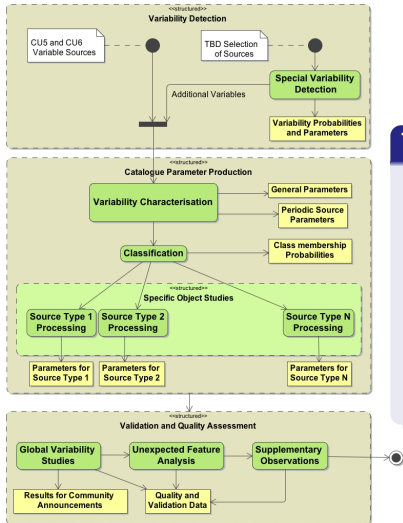 <<structured>>
Variability Detection
CU5 and CU6
Variable Sources
TBD Selection
of Sources
Special Variability
Detection
Additional Variables
Variability Probabilities
and Parameters
<<structured>>
Catalogue Parameter Production
Variability Characterisation
General Parameters
Periodic Source
Parameters
Classification
Class membership
Probabilities
<<structured>>
Specific Object Studies
Source Type 1
Processing
Source Type 2
Processing
Source Type N
Processing
Parameters for
Source Type 1
Parameters for
Source Type 2
Parameters for
Source Type N
<<structured>>
Validation and Quality Assessment
Global Variability
Studies
Unexpected Feature
Analysis
Supplementary
Observations
Results for Community
Announcements
Quality and
Validation Data